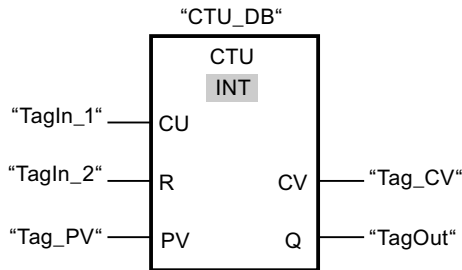 “CTU_DB“
CTU
INT
“TagIn_1“ CU
“TagIn_2“ R CV “Tag_CV“
“Tag_PV“ PV Q “TagOut“